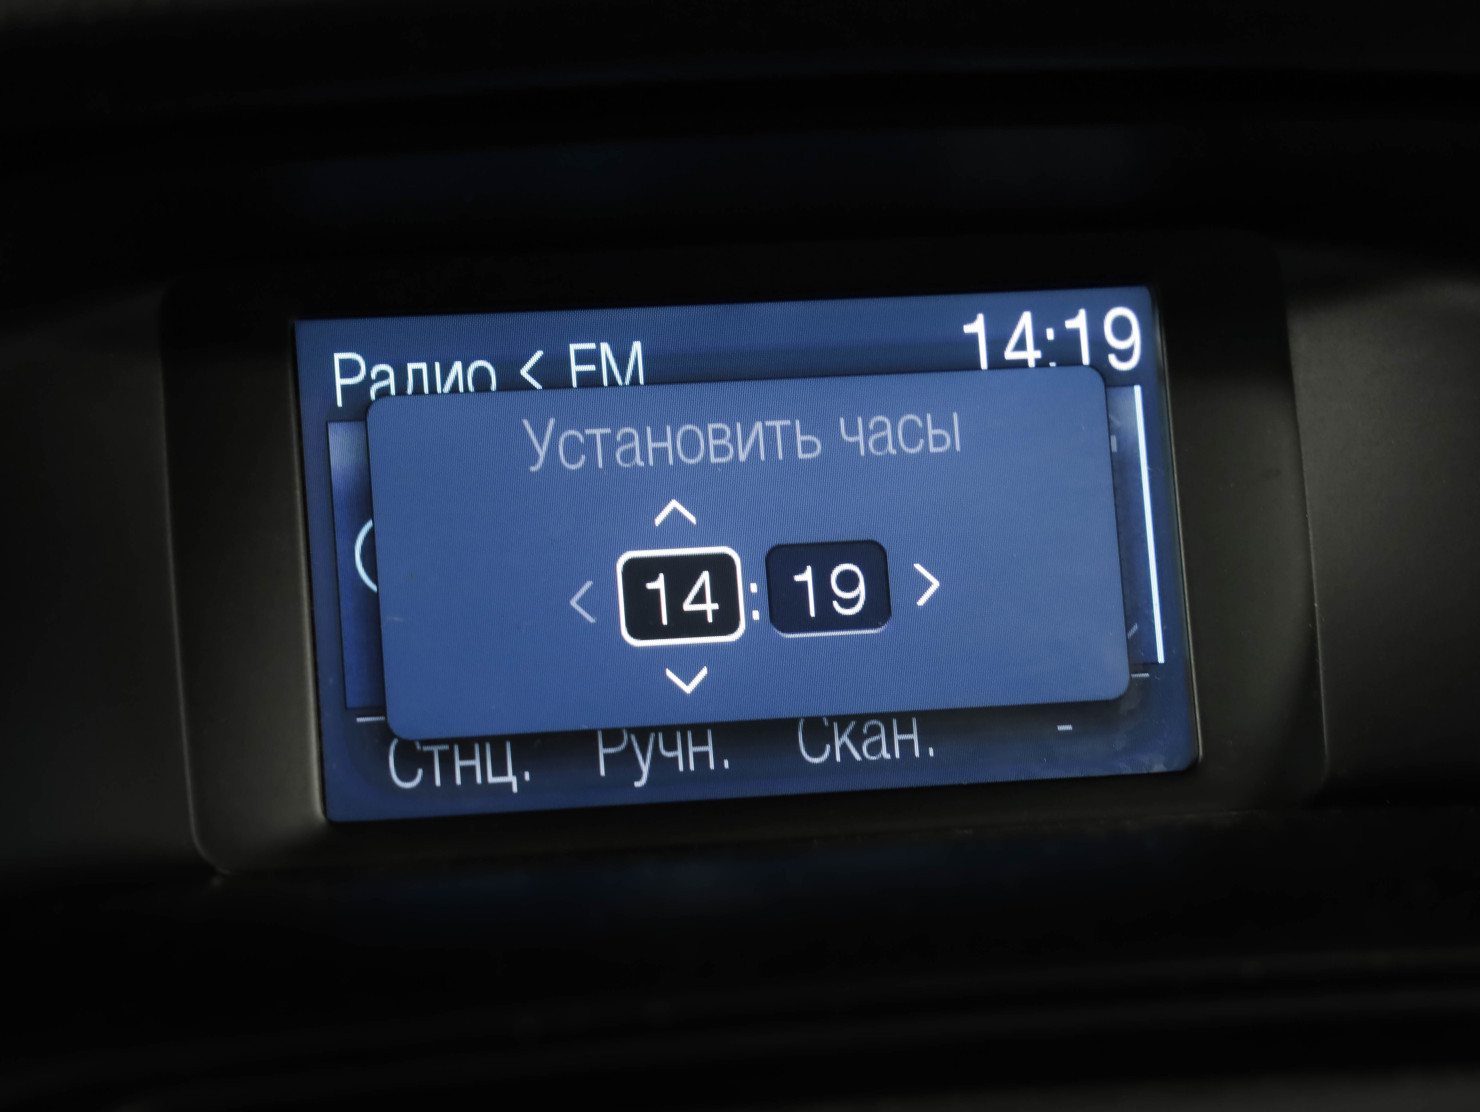 Радио < FM 14:19
Установить часы
< 14 : 19 >
Стнц. Ручн. Скан. -